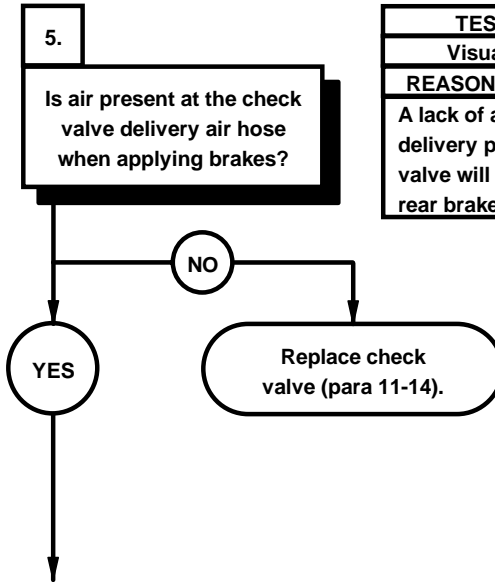 5.
Is air present at the check
valve delivery air hose
when applying brakes?
TES
Visua
REASON
A lack of a
delivery p
valve will
rear brake
NO
YES
Replace check
valve (para 11-14).